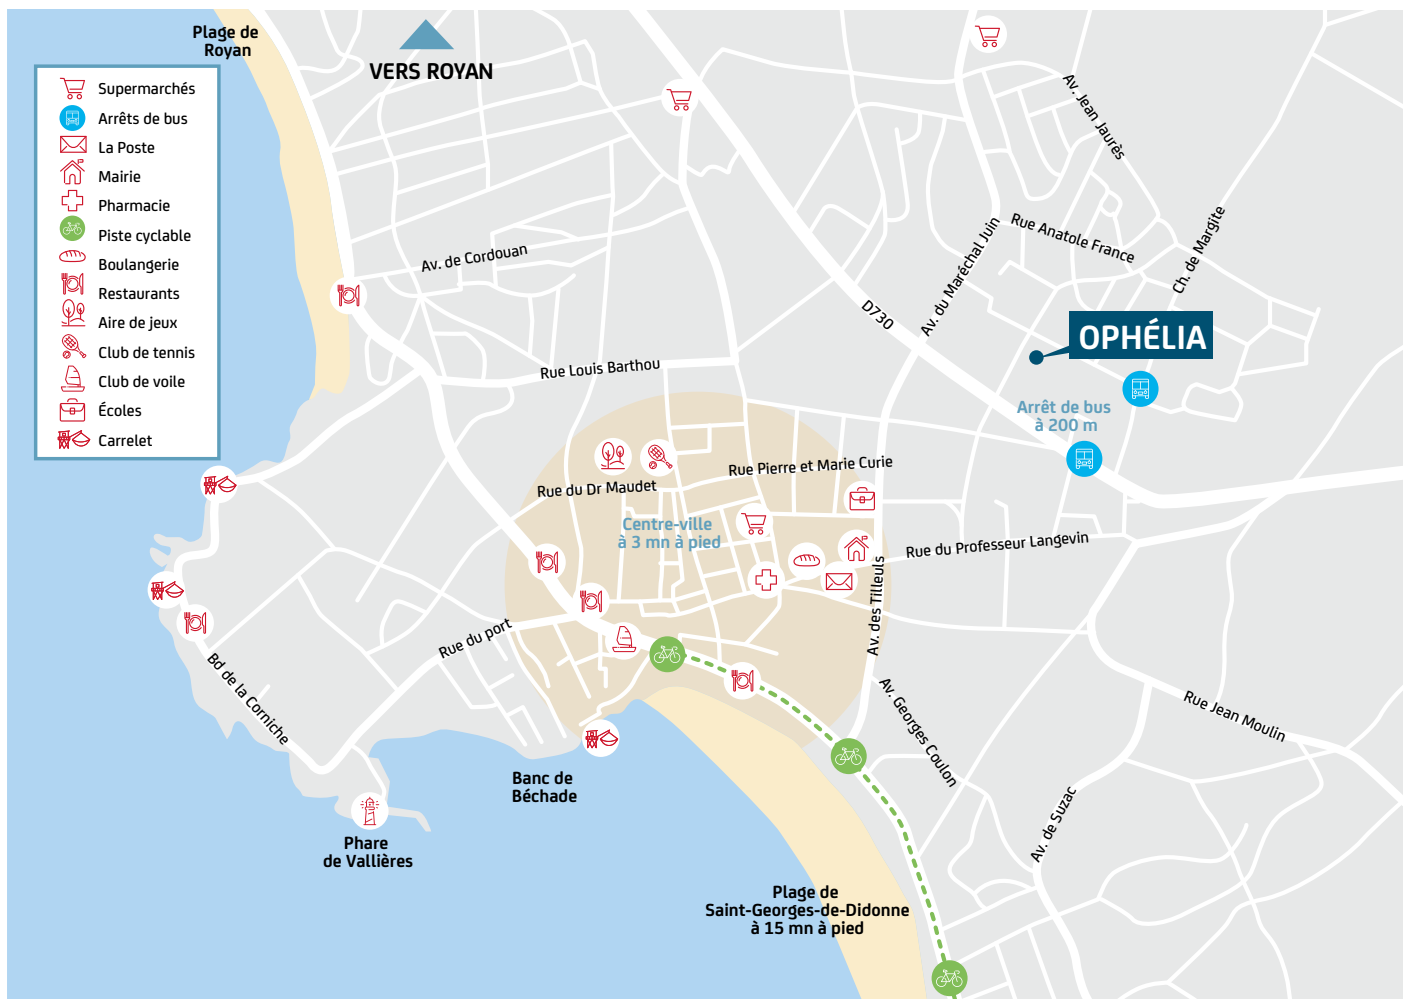 Plage de
Royan
VERS ROYAN
Supermarchés
Arrêts de bus
La Poste
Mairie
Pharmacie
Piste cyclable
Boulangerie
Restaurants
Aire de jeux
Club de tennis
Club de voile
Écoles
Carrelet
Av. Jean Jaurès
Rue Anatole France
Ch. de Margite
Av. du Maréchal Juin
Av. de Cordouan
D730
OPHÉLIA
Rue Louis Barthou
Arrêt de bus
à 200 m
Rue Pierre et Marie Curie
Rue du Dr Maudet
Centre-ville
à 3 mn à pied
Rue du Professeur Langevin
Av. des Tilleuls
Rue du port
Bd de la Corniche
Av. Georges Coulon
Rue Jean Moulin
Banc de
Béchade
Av. de Suzac
Phare
de Vallières
Plage de
Saint-Georges-de-Didonne
à 15 mn à pied